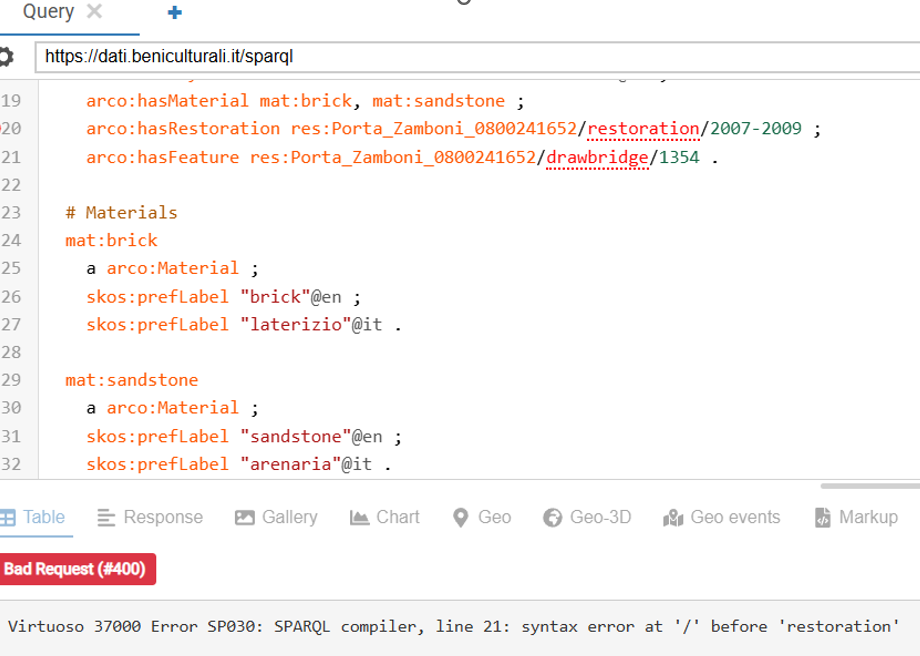 Query
https://dati.beniculturali.it/sparql
19 arco:hasMaterial mat:brick, mat:sandstone ;
20 arco:hasRestoration res:Porta_Zamboni_0800241652/restoration/2007-2009 ;
21 arco:hasFeature res:Porta_Zamboni_0800241652/drawbridge/1354 .
22
23 # Materials
24 mat:brick
25 a arco:Material ;
26 skos:prefLabel "brick"@en ;
27 skos:prefLabel "laterizio"@it .
28
29 mat:sandstone
30 a arco:Material ;
31 skos:prefLabel "sandstone"@en ;
32 skos:prefLabel "arenaria"@it .
Table Response Gallery Chart Geo Geo-3D Geo events Markup
Bad Request (#400)
Virtuoso 37000 Error SP030: SPARQL compiler, line 21: syntax error at '/' before 'restoration'